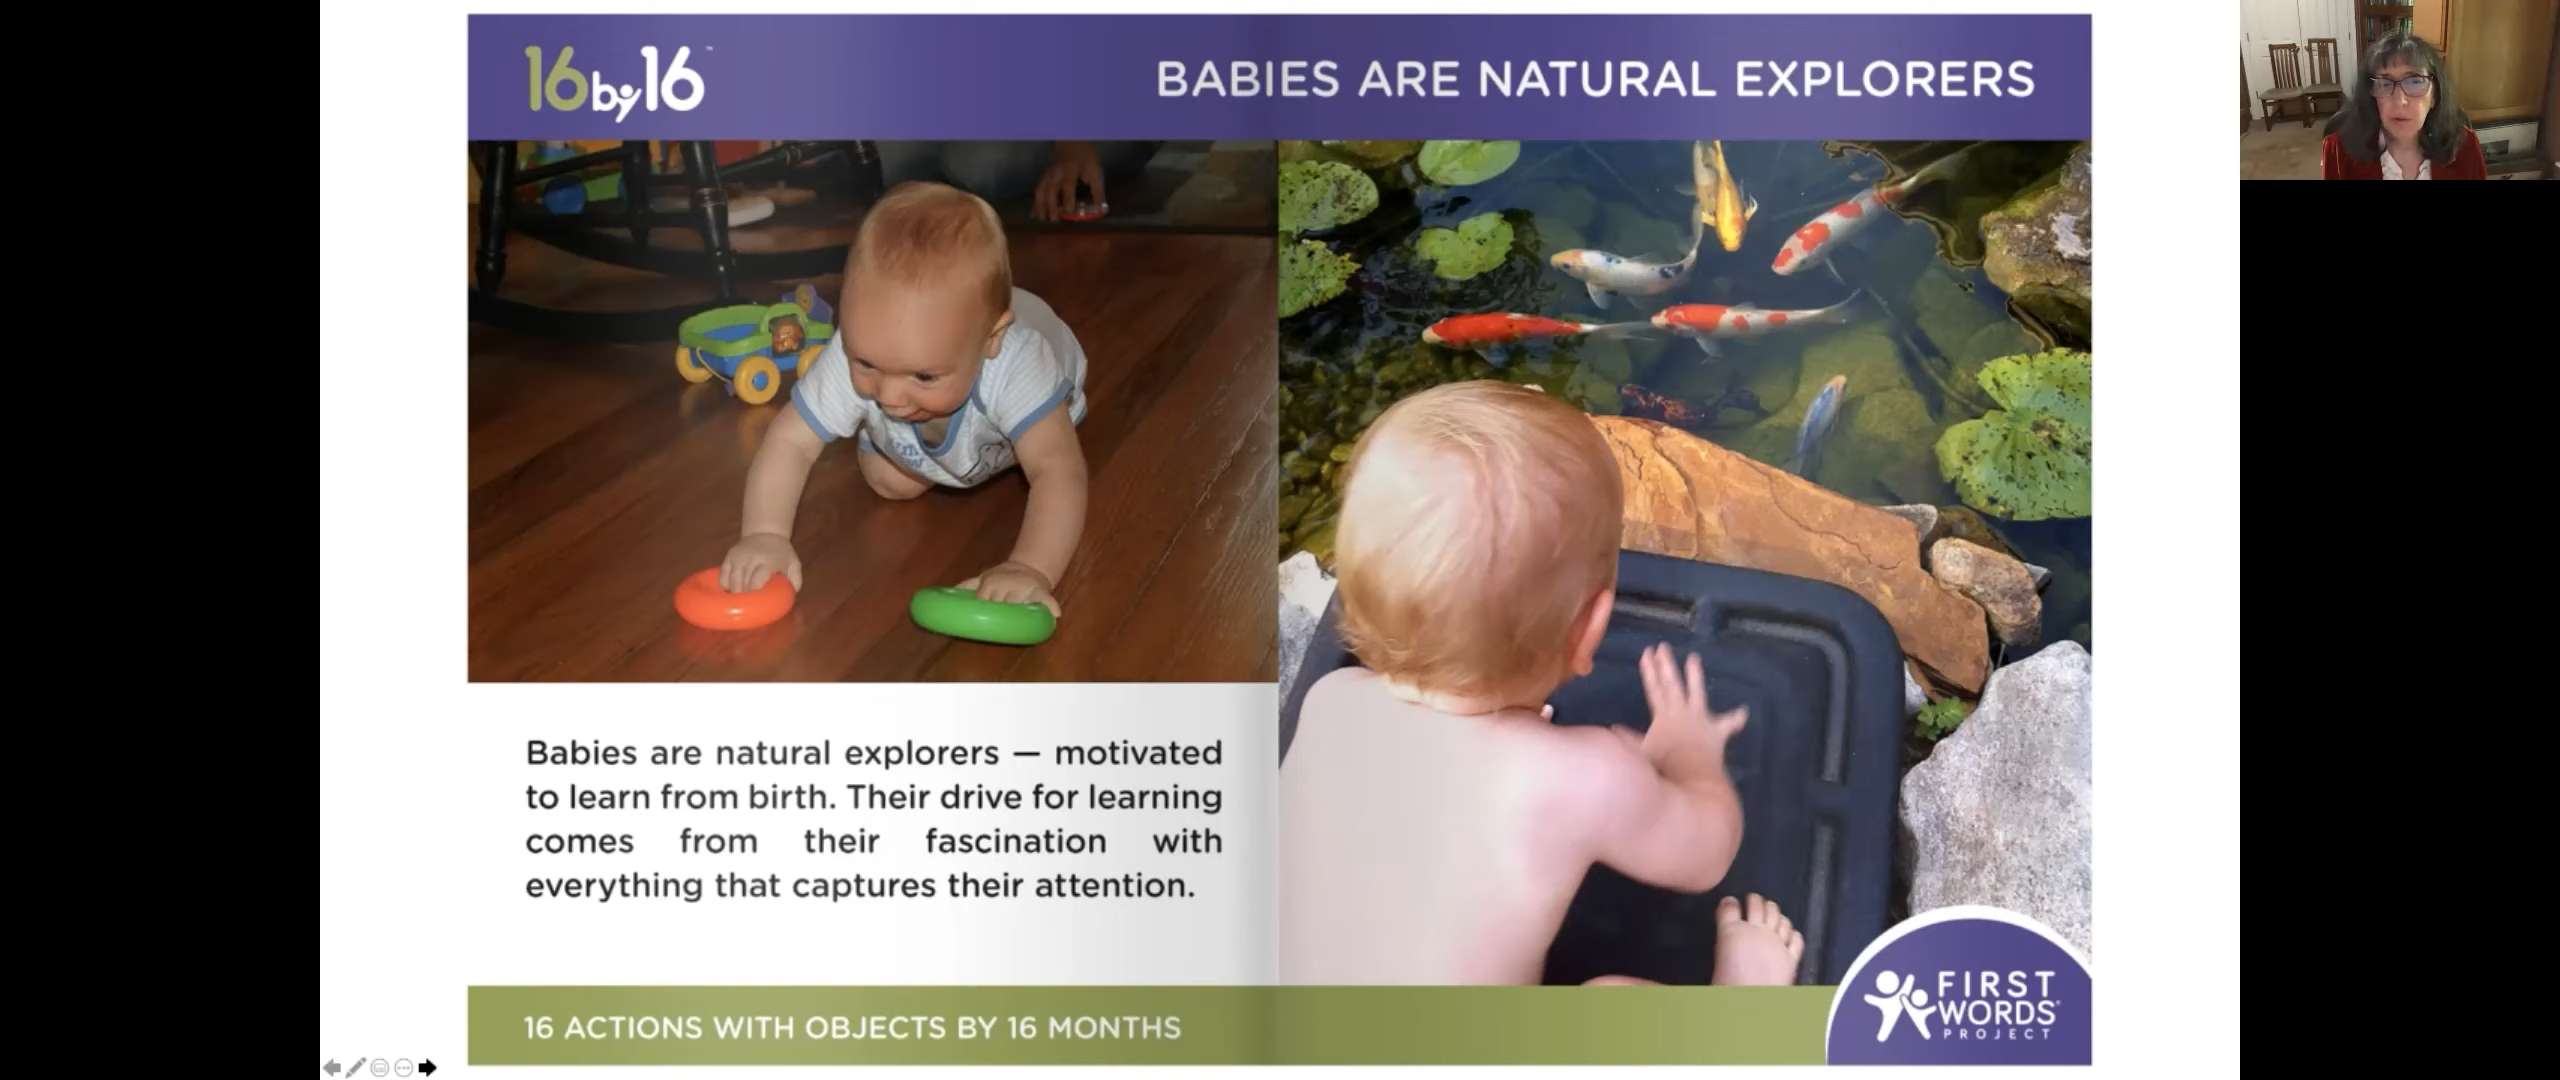 16by16™
BABIES ARE NATURAL EXPLORERS
Babies are natural explorers — motivated
to learn from birth. Their drive for learning
comes from their fascination with
everything that captures their attention.
16 ACTIONS WITH OBJECTS BY 16 MONTHS
FIRST
WORDS®
PROJECT